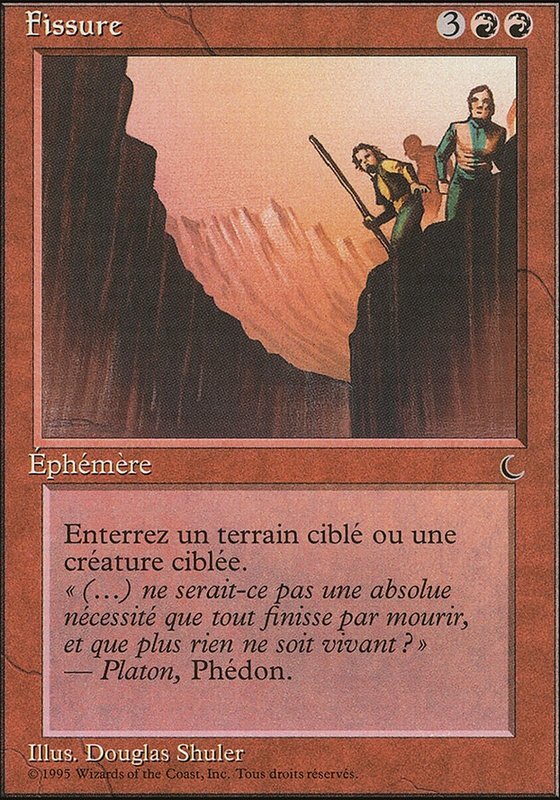 Fissure
3
Éphémère
Enterrez un terrain ciblé ou une
créature ciblée.
« (…) ne serait-ce pas une absolue
nécessité que tout finisse par mourir,
et que plus rien ne soit vivant ? »
— Platon, Phédon.
Illus. Douglas Shuler
©1995 Wizards of the Coast, Inc. Tous droits réservés.